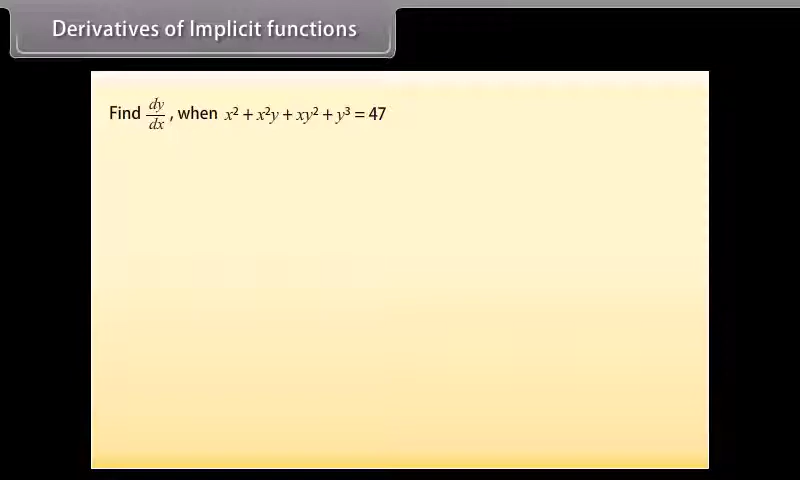 Derivatives of Implicit functions
Find dy/dx, when x² + x²y + xy² + y³ = 47